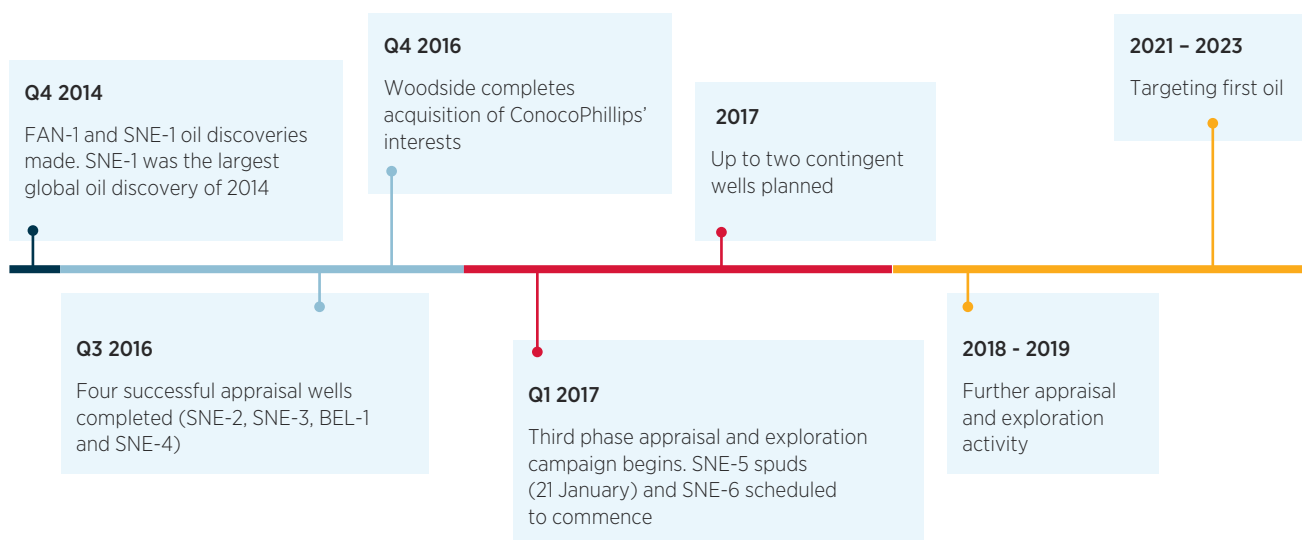 Q4 2014
FAN-1 and SNE-1 oil discoveries
made. SNE-1 was the largest
global oil discovery of 2014
Q3 2016
Four successful appraisal wells
completed (SNE-2, SNE-3, BEL-1
and SNE-4)
Q4 2016
Woodside completes
acquisition of ConocoPhillips’
interests
Q1 2017
Third phase appraisal and exploration
campaign begins. SNE-5 spuds
(21 January) and SNE-6 scheduled
to commence
2017
Up to two contingent
wells planned
2018 - 2019
Further appraisal
and exploration
activity
2021 – 2023
Targeting first oil